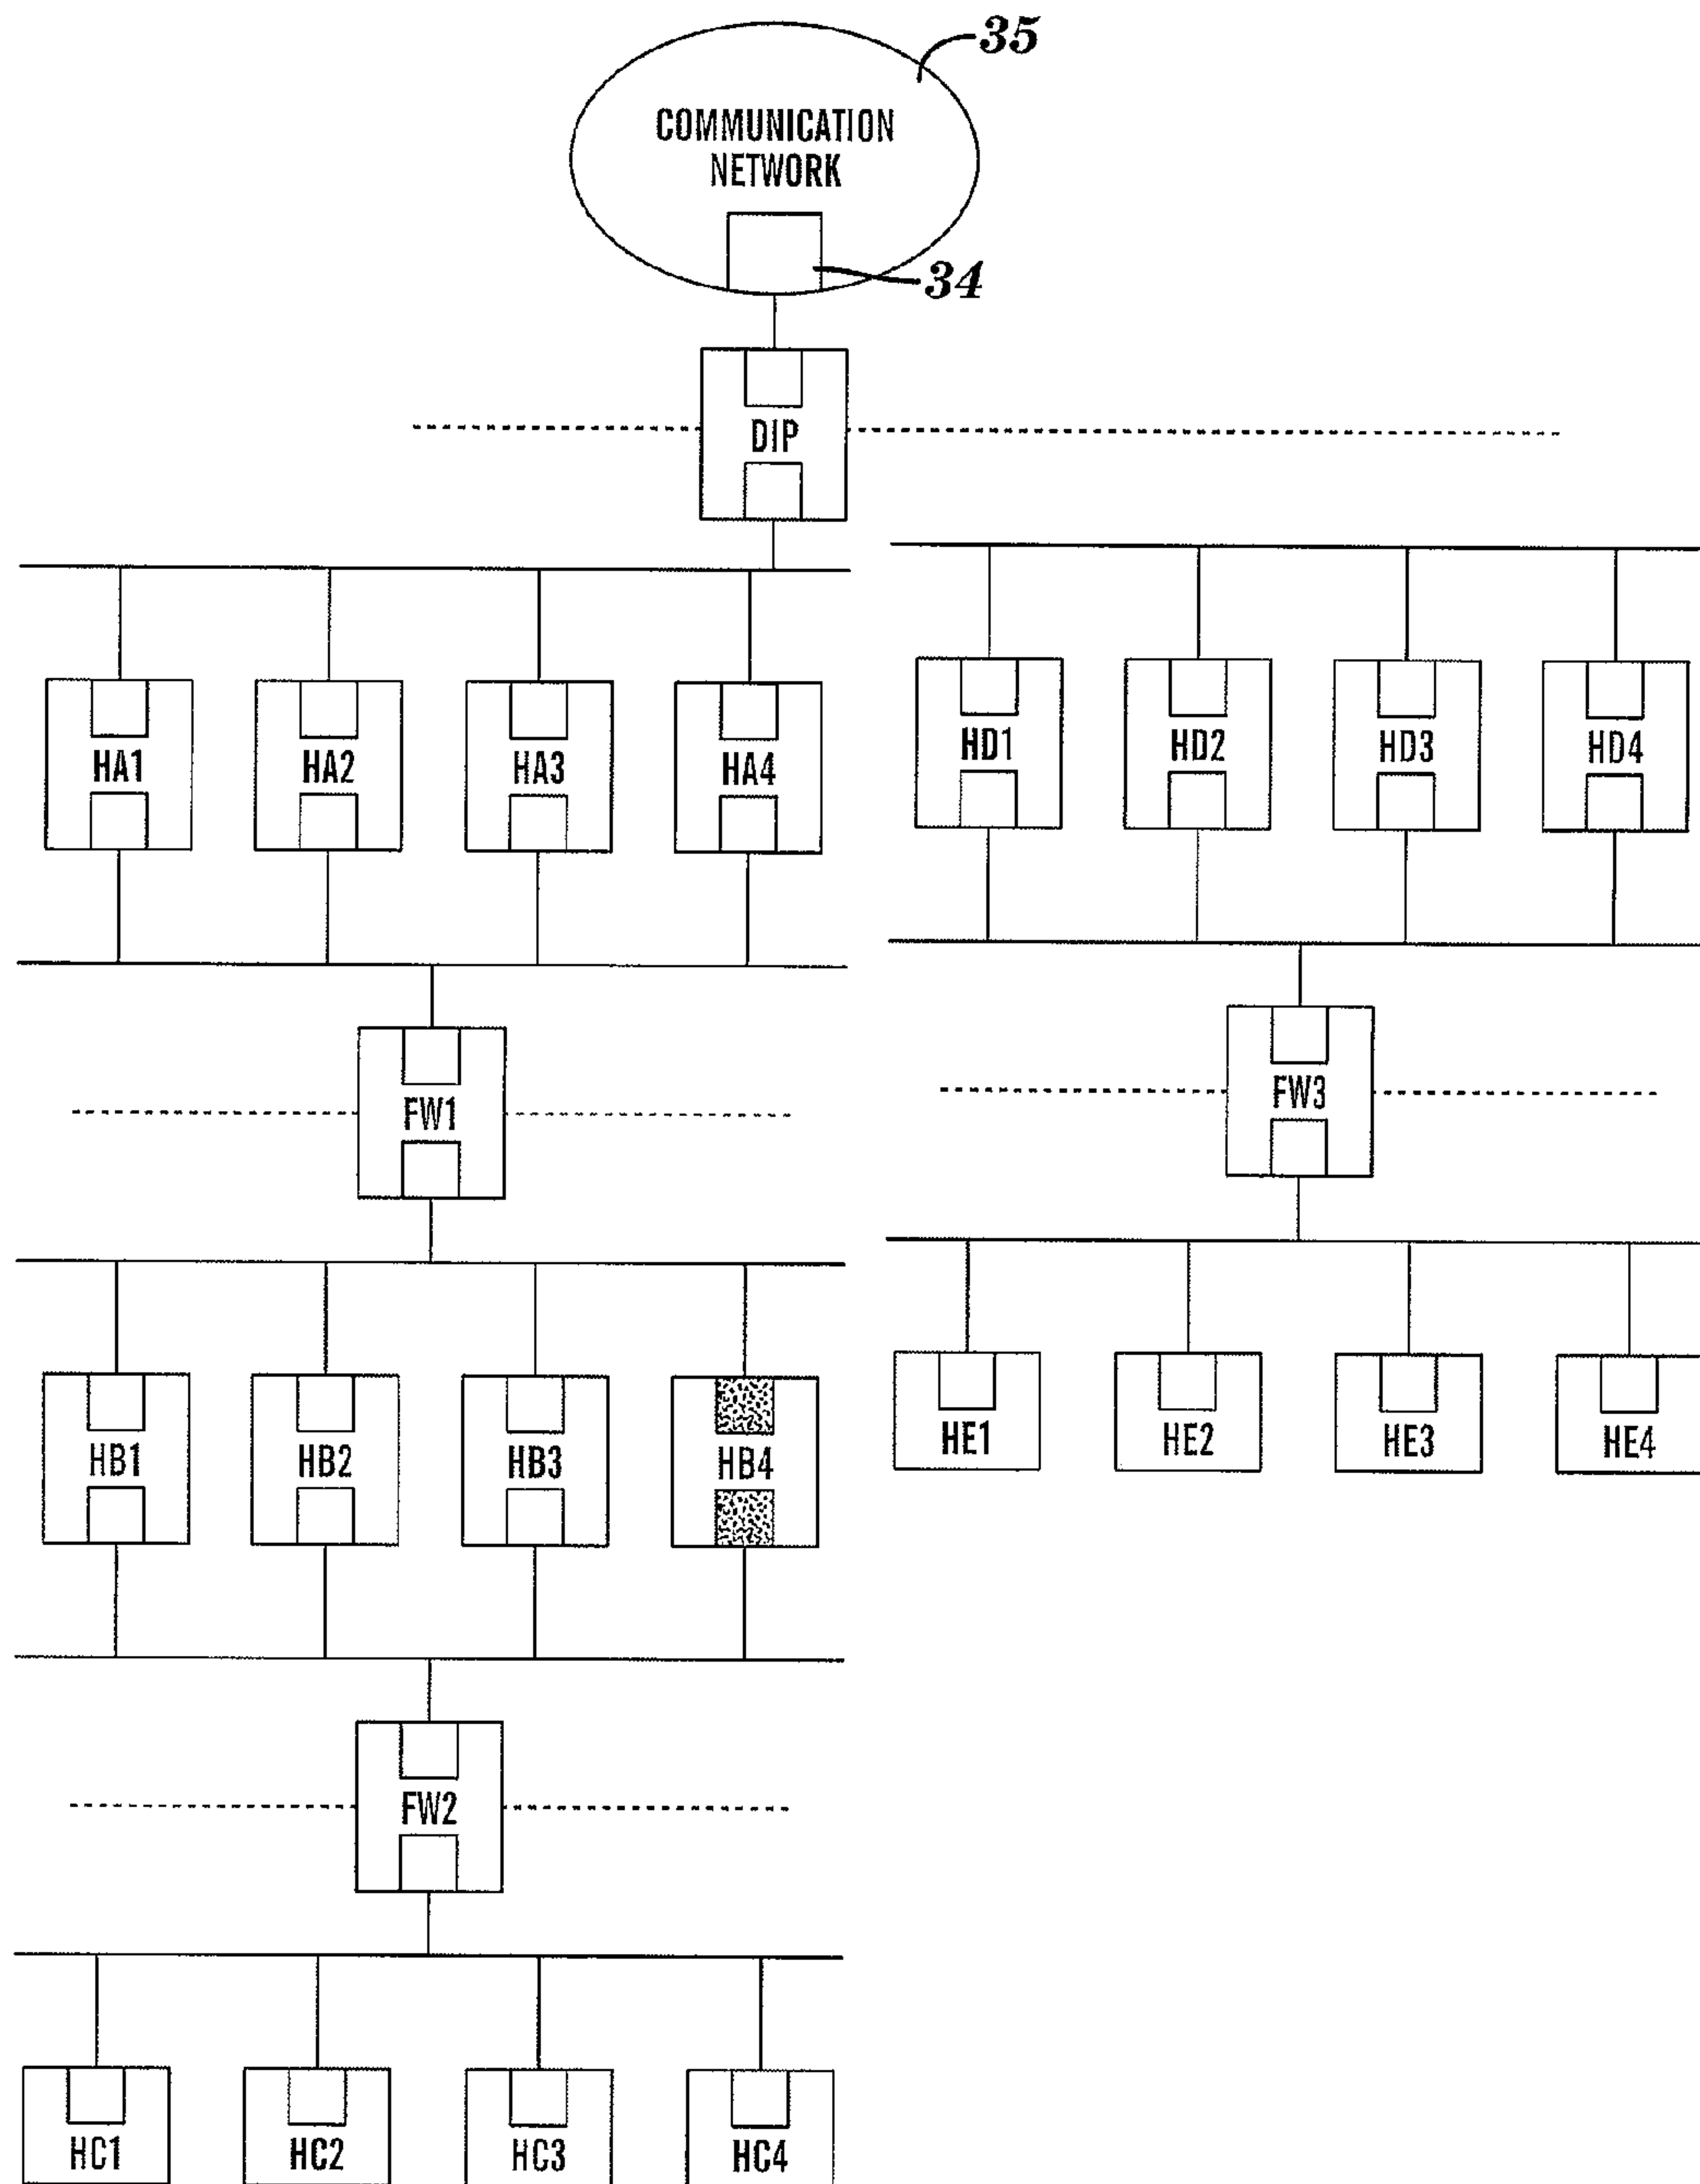 35
COMMUNICATION
NETWORK
34
DIP
HA1 HA2 HA3 HA4
HD1 HD2 HD3 HD4
FW1
FW3
HB1 HB2 HB3 HB4
HE1 HE2 HE3 HE4
FW2
HC1 HC2 HC3 HC4